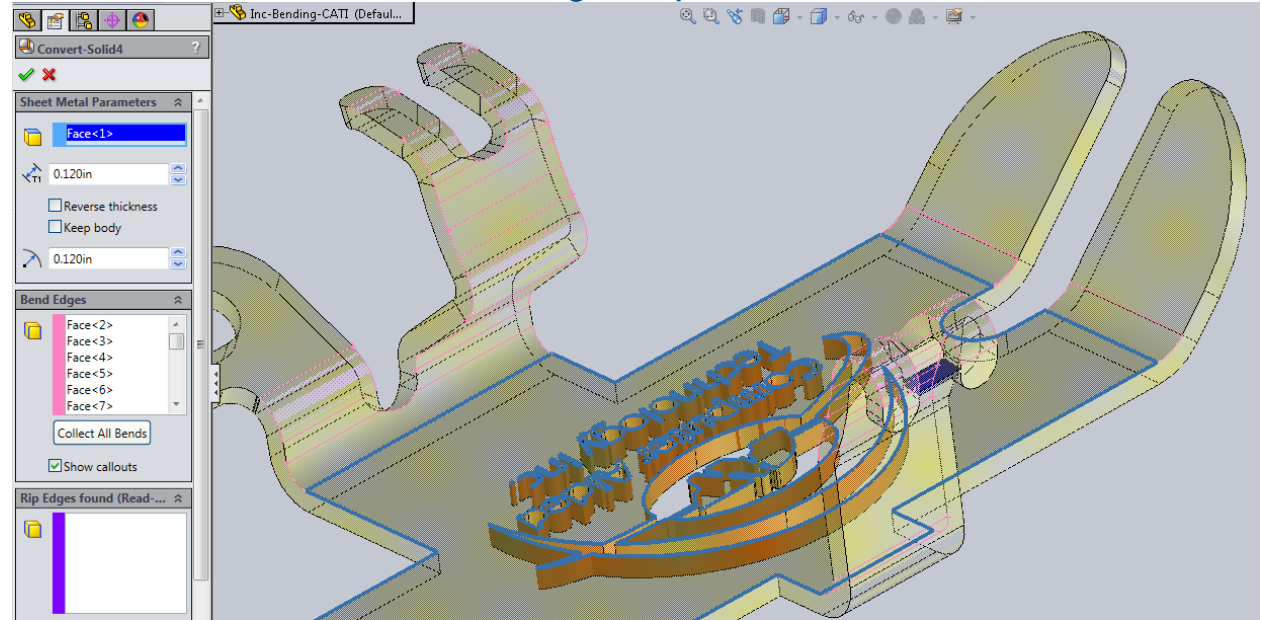 Inc-Bending-CATI (Defaul...
Convert-Solid4
?
Sheet Metal Parameters
Face<1>
T1
0.120in
Reverse thickness
Keep body
0.120in
Bend Edges
Face<2>
Face<3>
Face<4>
Face<5>
Face<6>
Face<7>
Collect All Bends
Show callouts
Rip Edges found (Read-...